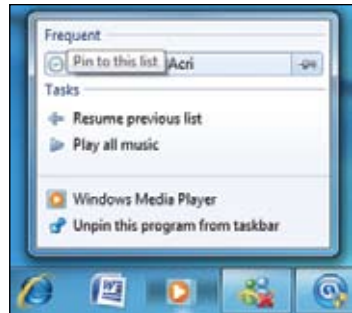 Frequent
Pin to this list Acri
Tasks
Resume previous list
Play all music
Windows Media Player
Unpin this program from taskbar